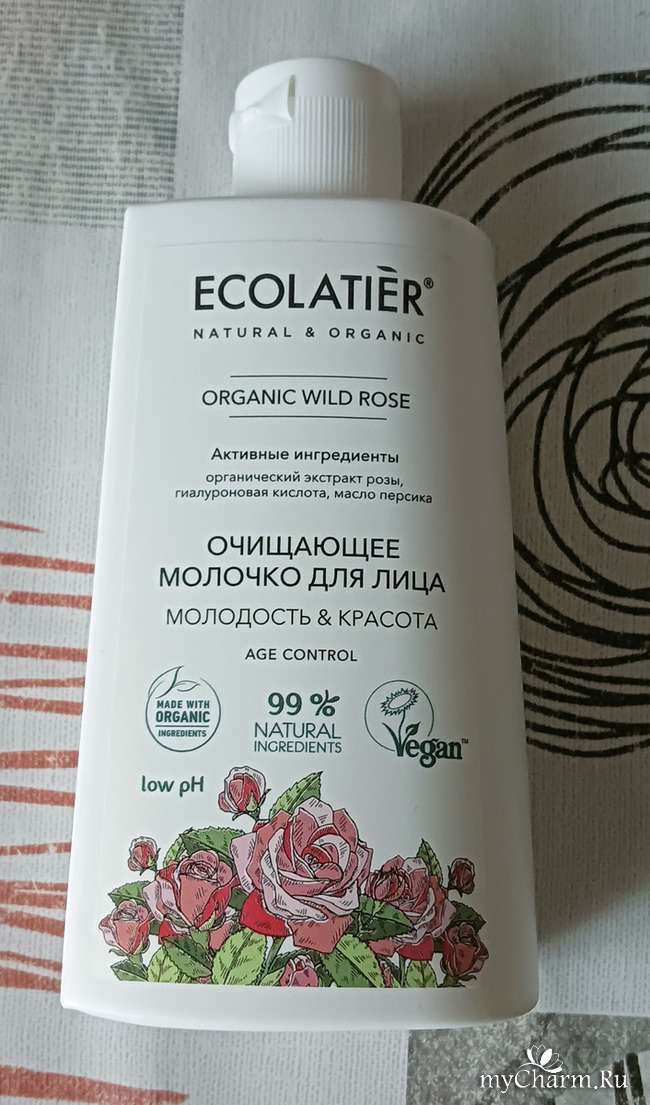 ECOLATIÈR®
NATURAL & ORGANIC
ORGANIC WILD ROSE
Активные ингредиенты
органический экстракт розы,
гиалуроновая кислота, масло персика
ОЧИЩАЮЩЕЕ
МОЛОЧКО ДЛЯ ЛИЦА
МОЛОДОСТЬ & КРАСОТА
AGE CONTROL
MADE WITH
ORGANIC
INGREDIENTS
99 %
NATURAL
INGREDIENTS
Vegan™
low pH
myCharm.Ru